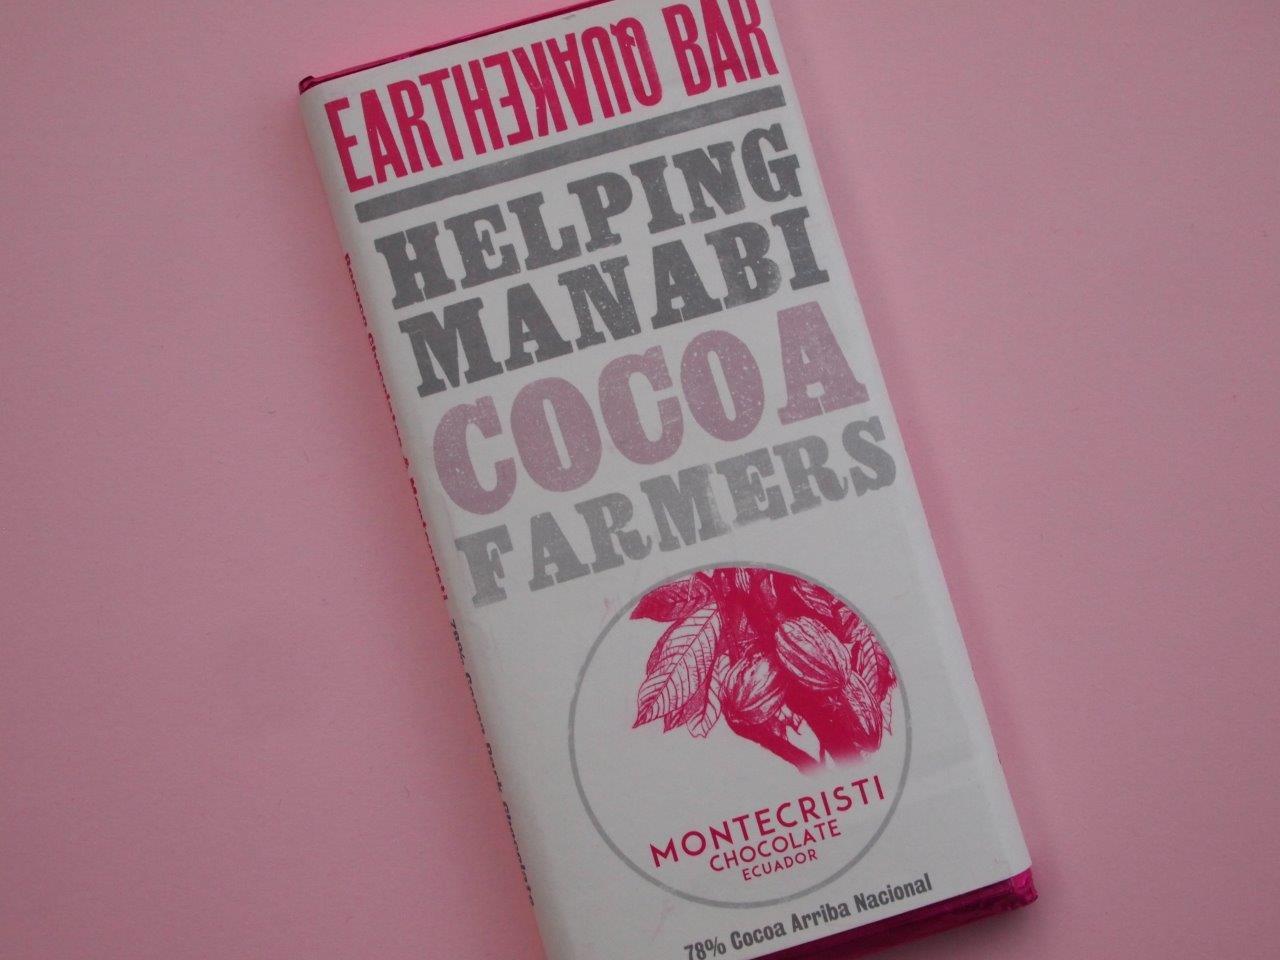 EARTHQUAKE BAR
HELPING
MANABI
COCOA
FARMERS
MONTECRISTI
CHOCOLATE
ECUADOR
78% Cocoa Arriba Nacional